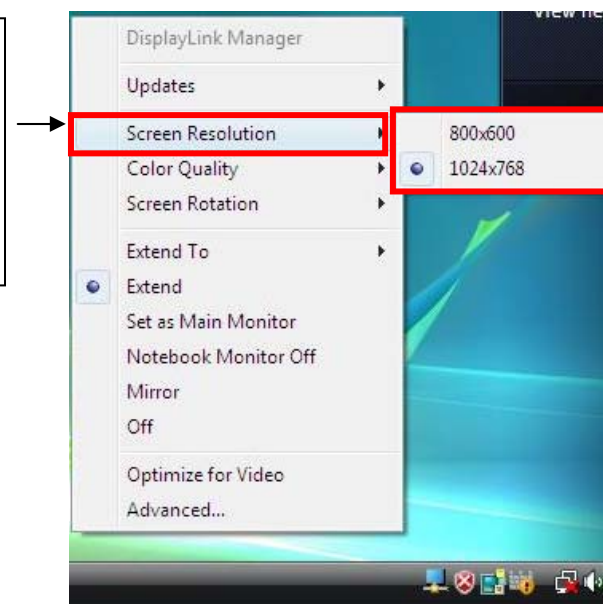 View
DisplayLink Manager
Updates
Screen Resolution
800x600
1024x768
Color Quality
Screen Rotation
Extend To
Extend
Set as Main Monitor
Notebook Monitor Off
Mirror
Off
Optimize for Video
Advanced...